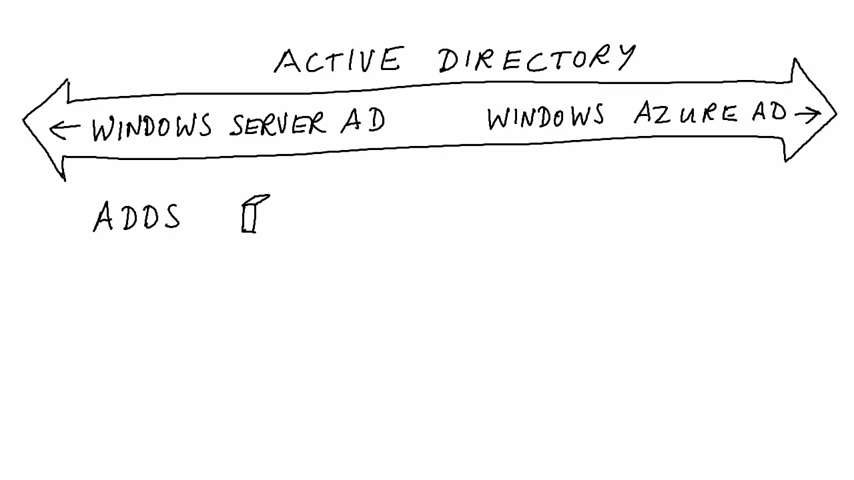 ACTIVE DIRECTORY
← WINDOWS SERVER AD WINDOWS AZURE AD →
ADDS